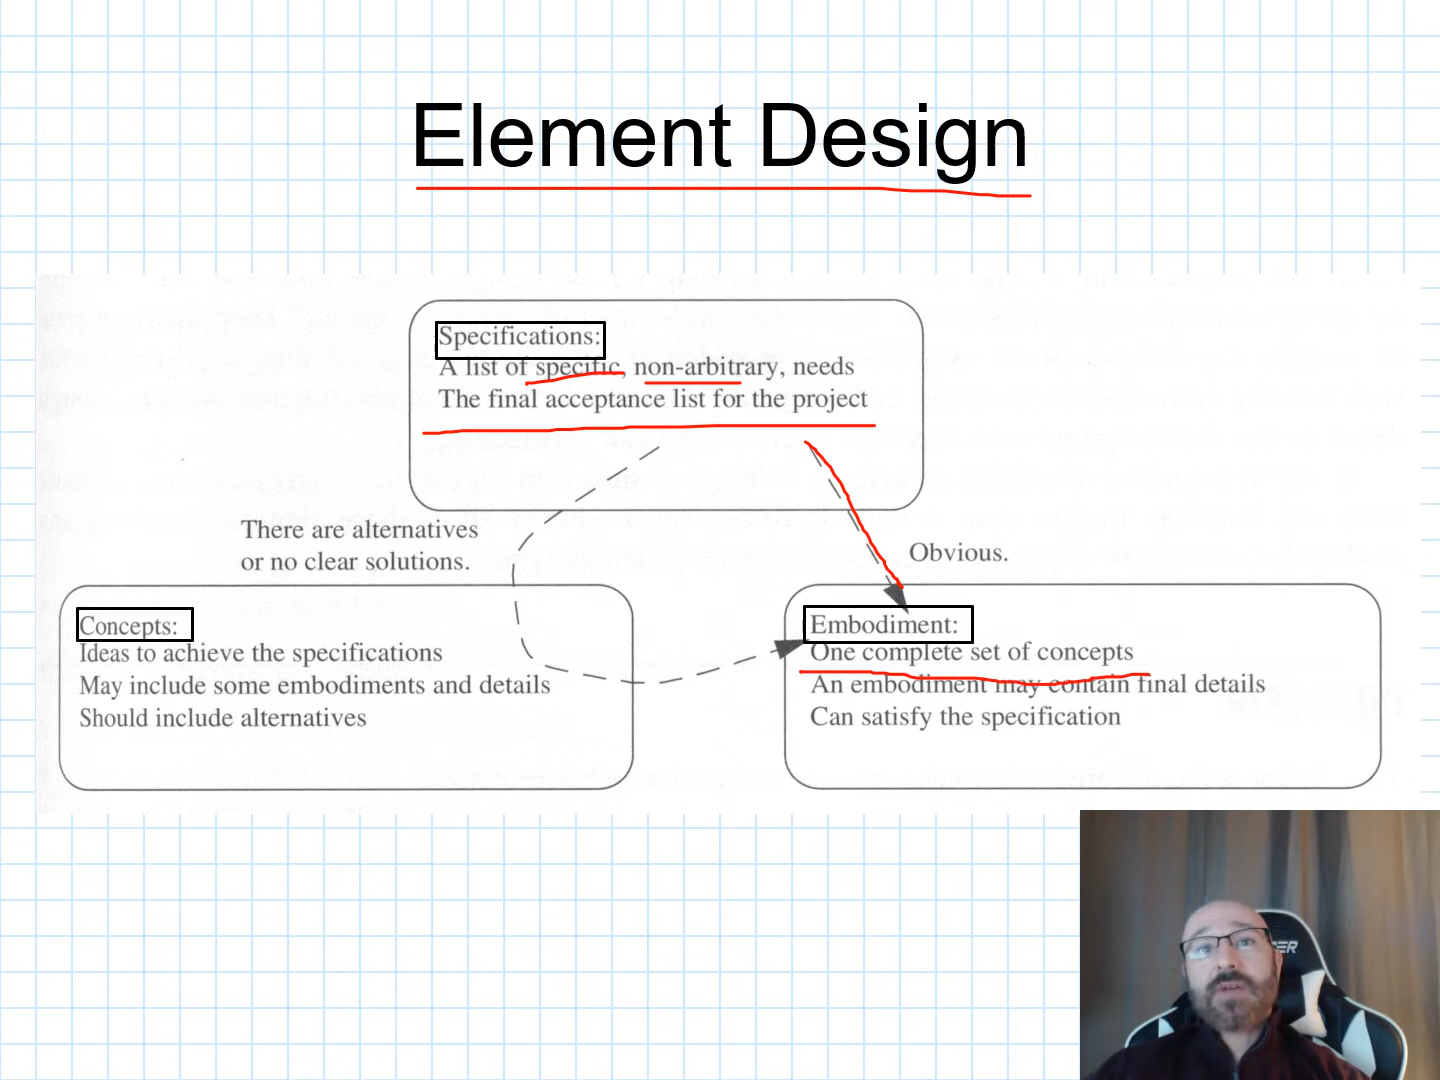 Element Design
Specifications:
A list of specific, non-arbitrary, needs
The final acceptance list for the project
There are alternatives
or no clear solutions.
Obvious.
Concepts:
Ideas to achieve the specifications
May include some embodiments and details
Should include alternatives
Embodiment:
One complete set of concepts
An embodiment may contain final details
Can satisfy the specification